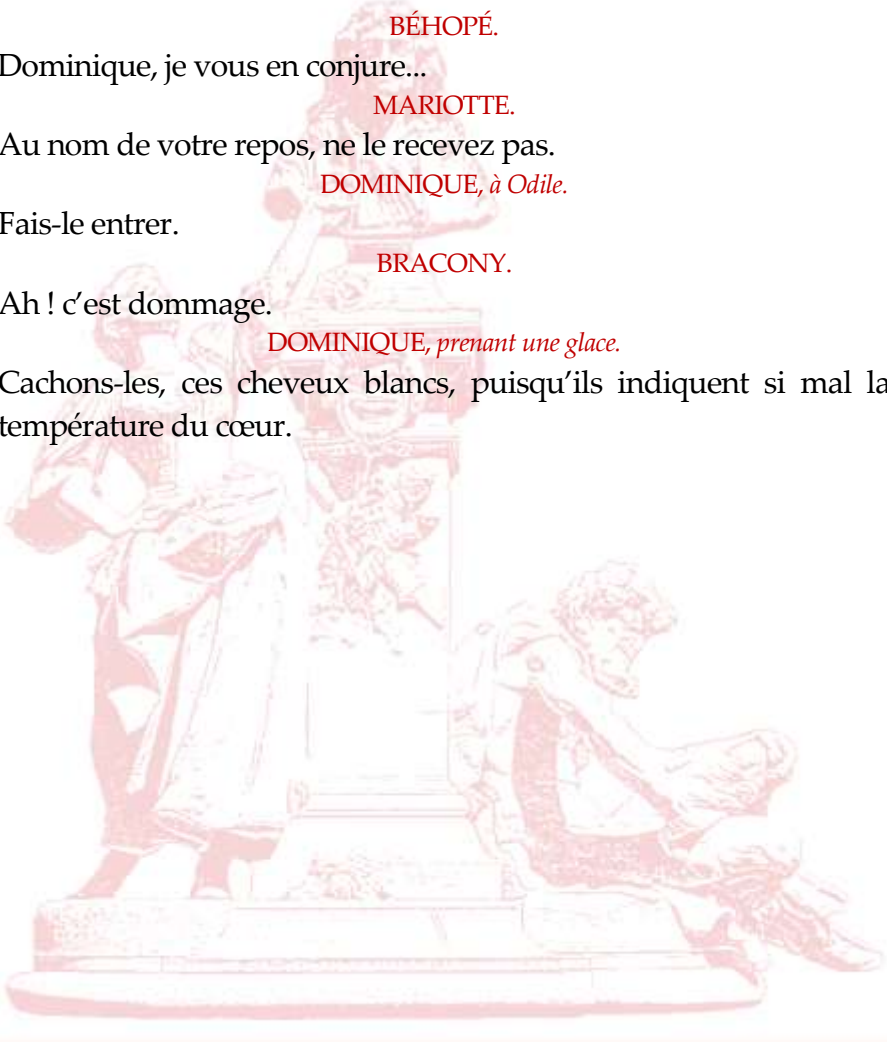 BÉHOPÉ.
Dominique, je vous en conjure...
MARIOTTE.
Au nom de votre repos, ne le recevez pas.
DOMINIQUE, à Odile.
Fais-le entrer.
BRACONY.
Ah ! c’est dommage.
DOMINIQUE, prenant une glace.
Cachons-les, ces cheveux blancs, puisqu’ils indiquent si mal la
température du cœur.